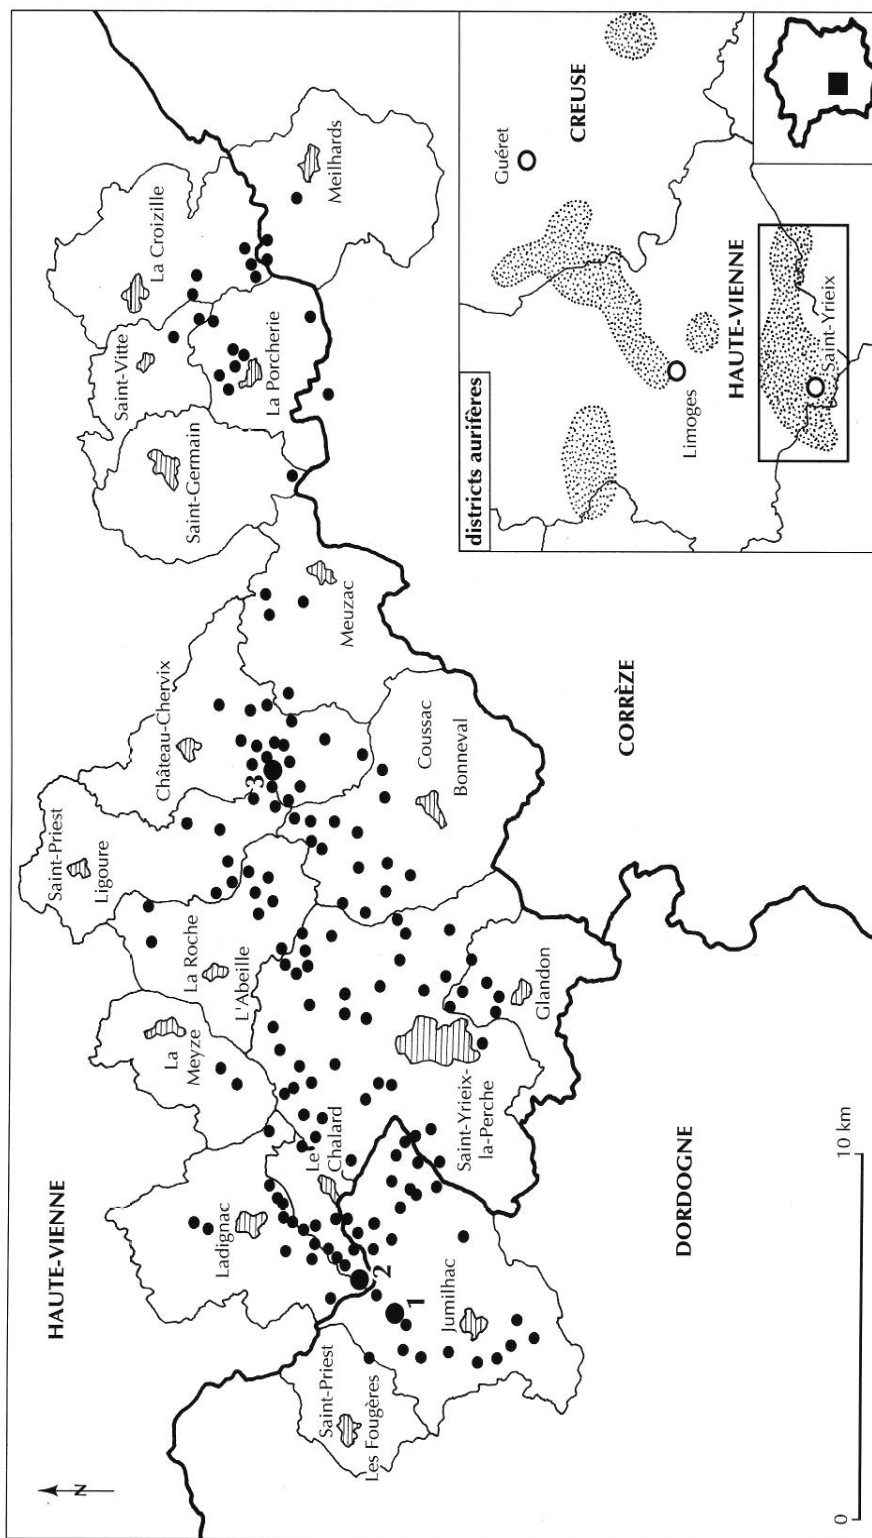 N
HAUTE-VIENNE
Saint-Priest
Les Fougères
Ladignac
Jumilhac
1
2
Le
Chalard
La
Meyze
La Roche
L'Abeille
Saint-Priest
Ligoure
Château-Chervix
3
Saint-Yrieix-
la-Perche
Glandon
Coussac
Bonneval
Meuzac
Saint-Germain
Saint-Vitte
La Croizille
La Porcherie
Meilhards
DORDOGNE
CORRÈZE
0
10 km
districts aurifères
Guéret
CREUSE
Limoges
HAUTE-VIENNE
Saint-Yrieix